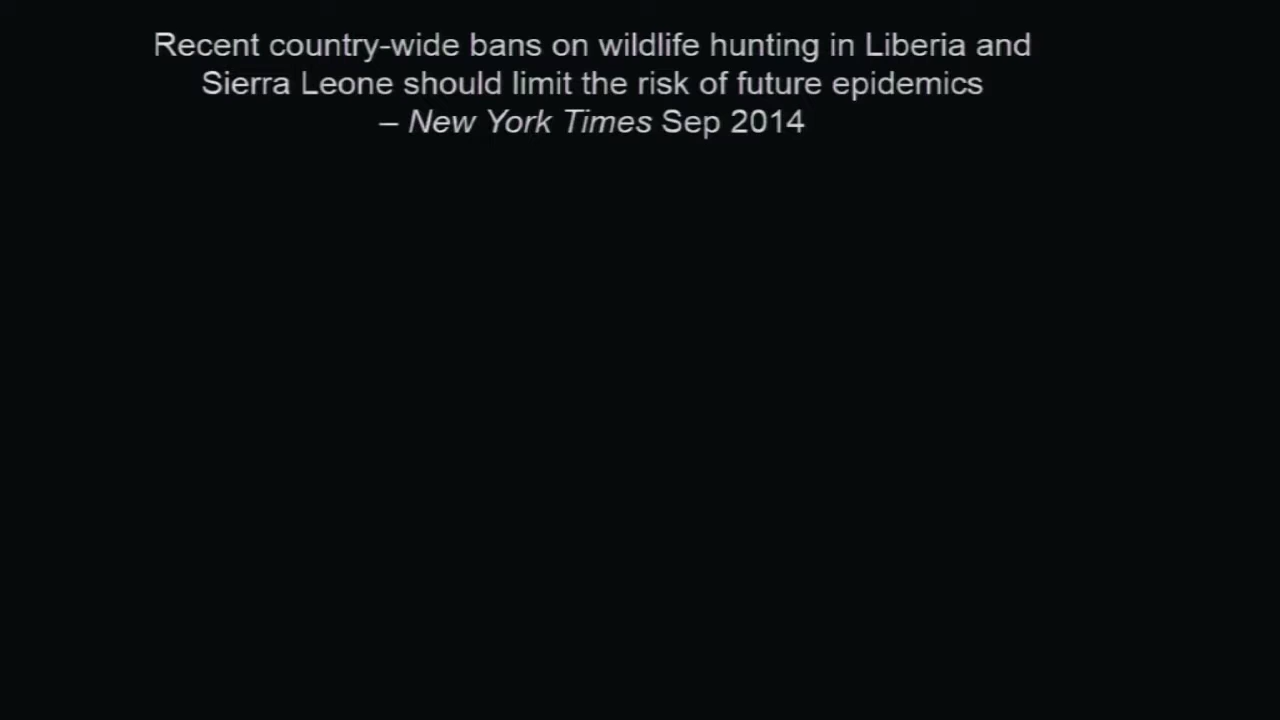 Recent country-wide bans on wildlife hunting in Liberia and
Sierra Leone should limit the risk of future epidemics
– New York Times Sep 2014